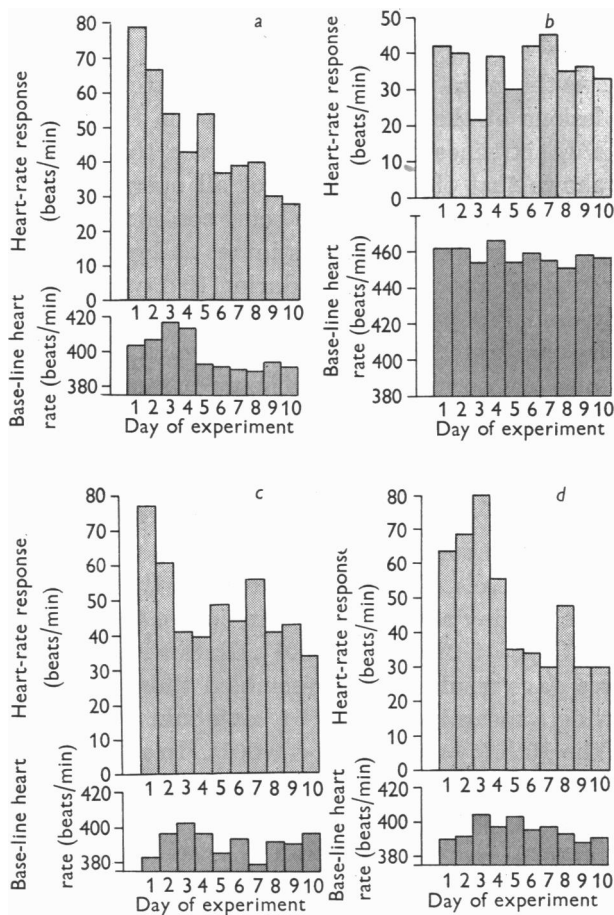 a
80
70
60
50
40
30
20
10
0
Heart-rate response
(beats/min)
1 2 3 4 5 6 7 8 9 10
420
400
380
Base-line heart
rate (beats/min)
1 2 3 4 5 6 7 8 9 10
Day of experiment
b
50
40
30
20
10
0
Heart-rate response
(beats/min)
1 2 3 4 5 6 7 8 9 10
460
440
420
400
380
Base-line heart
rate (beats/min)
1 2 3 4 5 6 7 8 9 10
Day of experiment
c
80
70
60
50
40
30
20
10
0
Heart-rate response.
(beats/min)
1 2 3 4 5 6 7 8 9 10
420
400
380
Base-line heart
rate (beats/min)
1 2 3 4 5 6 7 8 9 10
Day of experiment
d
80
70
60
50
40
30
20
10
0
Heart-rate response
(beats/min)
1 2 3 4 5 6 7 8 9 10
420
400
380
Base-line heart
rate (beats/min)
1 2 3 4 5 6 7 8 9 10
Day of experiment